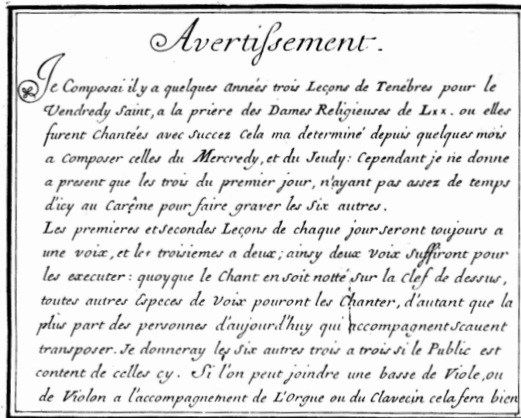 Avertissement.
Je Composai il y a quelques années trois Leçons de Tenébres pour le
Vendredy Saint, a la prière des Dames Religieuses de Lxx. ou elles
furent Chantées avec succez Cela ma determiné depuis quelques mois
a Composer celles du Mercredy, et du Jeudy: Cependant je ne donne
a present que les trois du premier jour, n'ayant pas assez de temps
d'icy au Carême pour faire graver les six autres.
Les premieres et secondes Leçons de chaque jour seront toujours a
une voix, et les troisiemes a deux; ainsy deux Voix suffiront pour
les executer: quoyque le Chant en soit notté sur la Clef de dessus,
toutes autres Especes de Voix pouront les Chanter, d'autant que la
plus part des personnes d'aujourd'huy qui accompagnent scauent
transposer. Je donneray les six autres trois a trois si le Public est
content de celles cy. Si l'on peut joindre une basse de Viole, ou
de Violon a l'accompagnement de L'Orgue ou du Clavecin cela fera bien